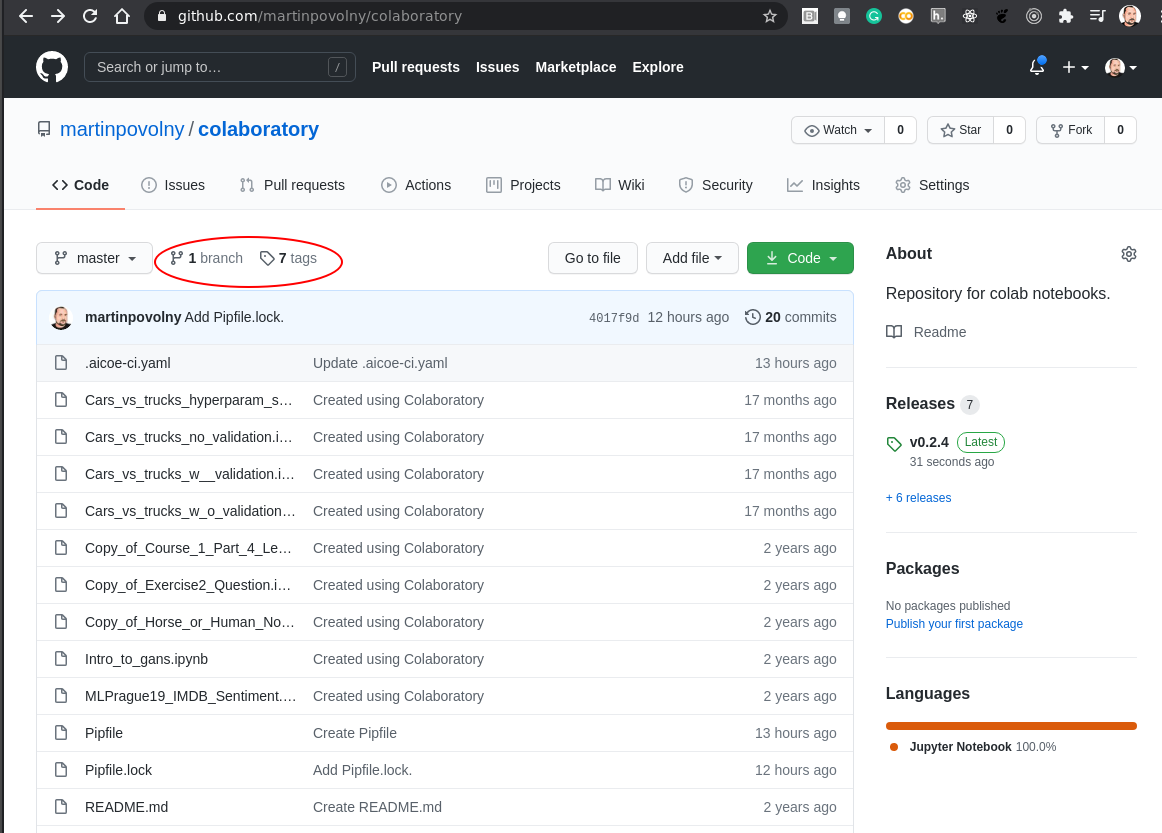 github.com/martinpovolny/colaboratory
Search or jump to… / Pull requests Issues Marketplace Explore
martinpovolny / colaboratory Watch 0 Star 0 Fork 0
Code Issues Pull requests Actions Projects Wiki Security Insights Settings
master 1 branch 7 tags Go to file Add file Code
martinpovolny Add Pipfile.lock. 4017f9d 12 hours ago 20 commits
.aicoe-ci.yaml Update .aicoe-ci.yaml 13 hours ago
Cars_vs_trucks_hyperparam_s… Created using Colaboratory 17 months ago
Cars_vs_trucks_no_validation.i… Created using Colaboratory 17 months ago
Cars_vs_trucks_w__validation.i… Created using Colaboratory 17 months ago
Cars_vs_trucks_w_o_validation… Created using Colaboratory 17 months ago
Copy_of_Course_1_Part_4_Le… Created using Colaboratory 2 years ago
Copy_of_Exercise2_Question.i… Created using Colaboratory 2 years ago
Copy_of_Horse_or_Human_No… Created using Colaboratory 2 years ago
Intro_to_gans.ipynb Created using Colaboratory 2 years ago
MLPrague19_IMDB_Sentiment.… Created using Colaboratory 2 years ago
Pipfile Create Pipfile 13 hours ago
Pipfile.lock Add Pipfile.lock. 12 hours ago
README.md Create README.md 2 years ago
About
Repository for colab notebooks.
Readme
Releases 7
v0.2.4 Latest
31 seconds ago
+ 6 releases
Packages
No packages published
Publish your first package
Languages
Jupyter Notebook 100.0%